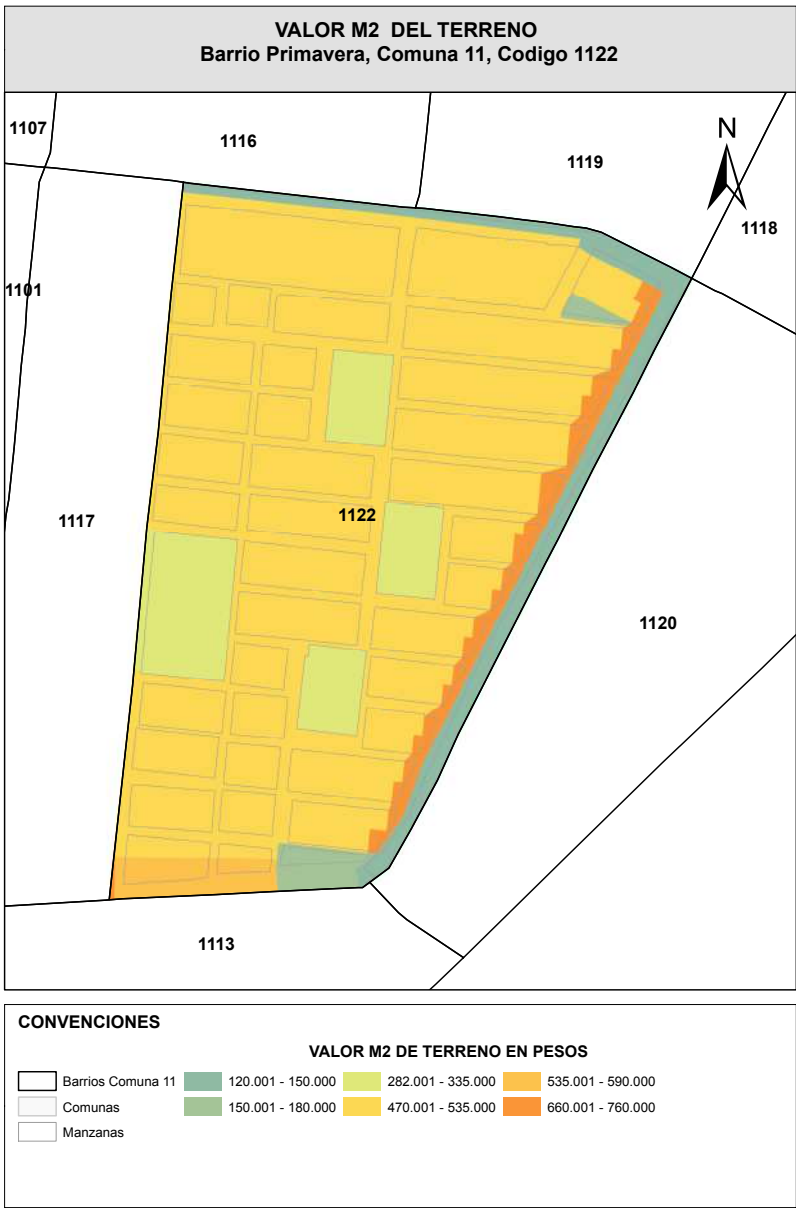 VALOR M2 DEL TERRENO
Barrio Primavera, Comuna 11, Codigo 1122
1107
1116
1119
N
1118
1101
1117
1122
1120
1113
CONVENCIONES
VALOR M2 DE TERRENO EN PESOS
Barrios Comuna 11 120.001 - 150.000 282.001 - 335.000 535.001 - 590.000
Comunas 150.001 - 180.000 470.001 - 535.000 660.001 - 760.000
Manzanas